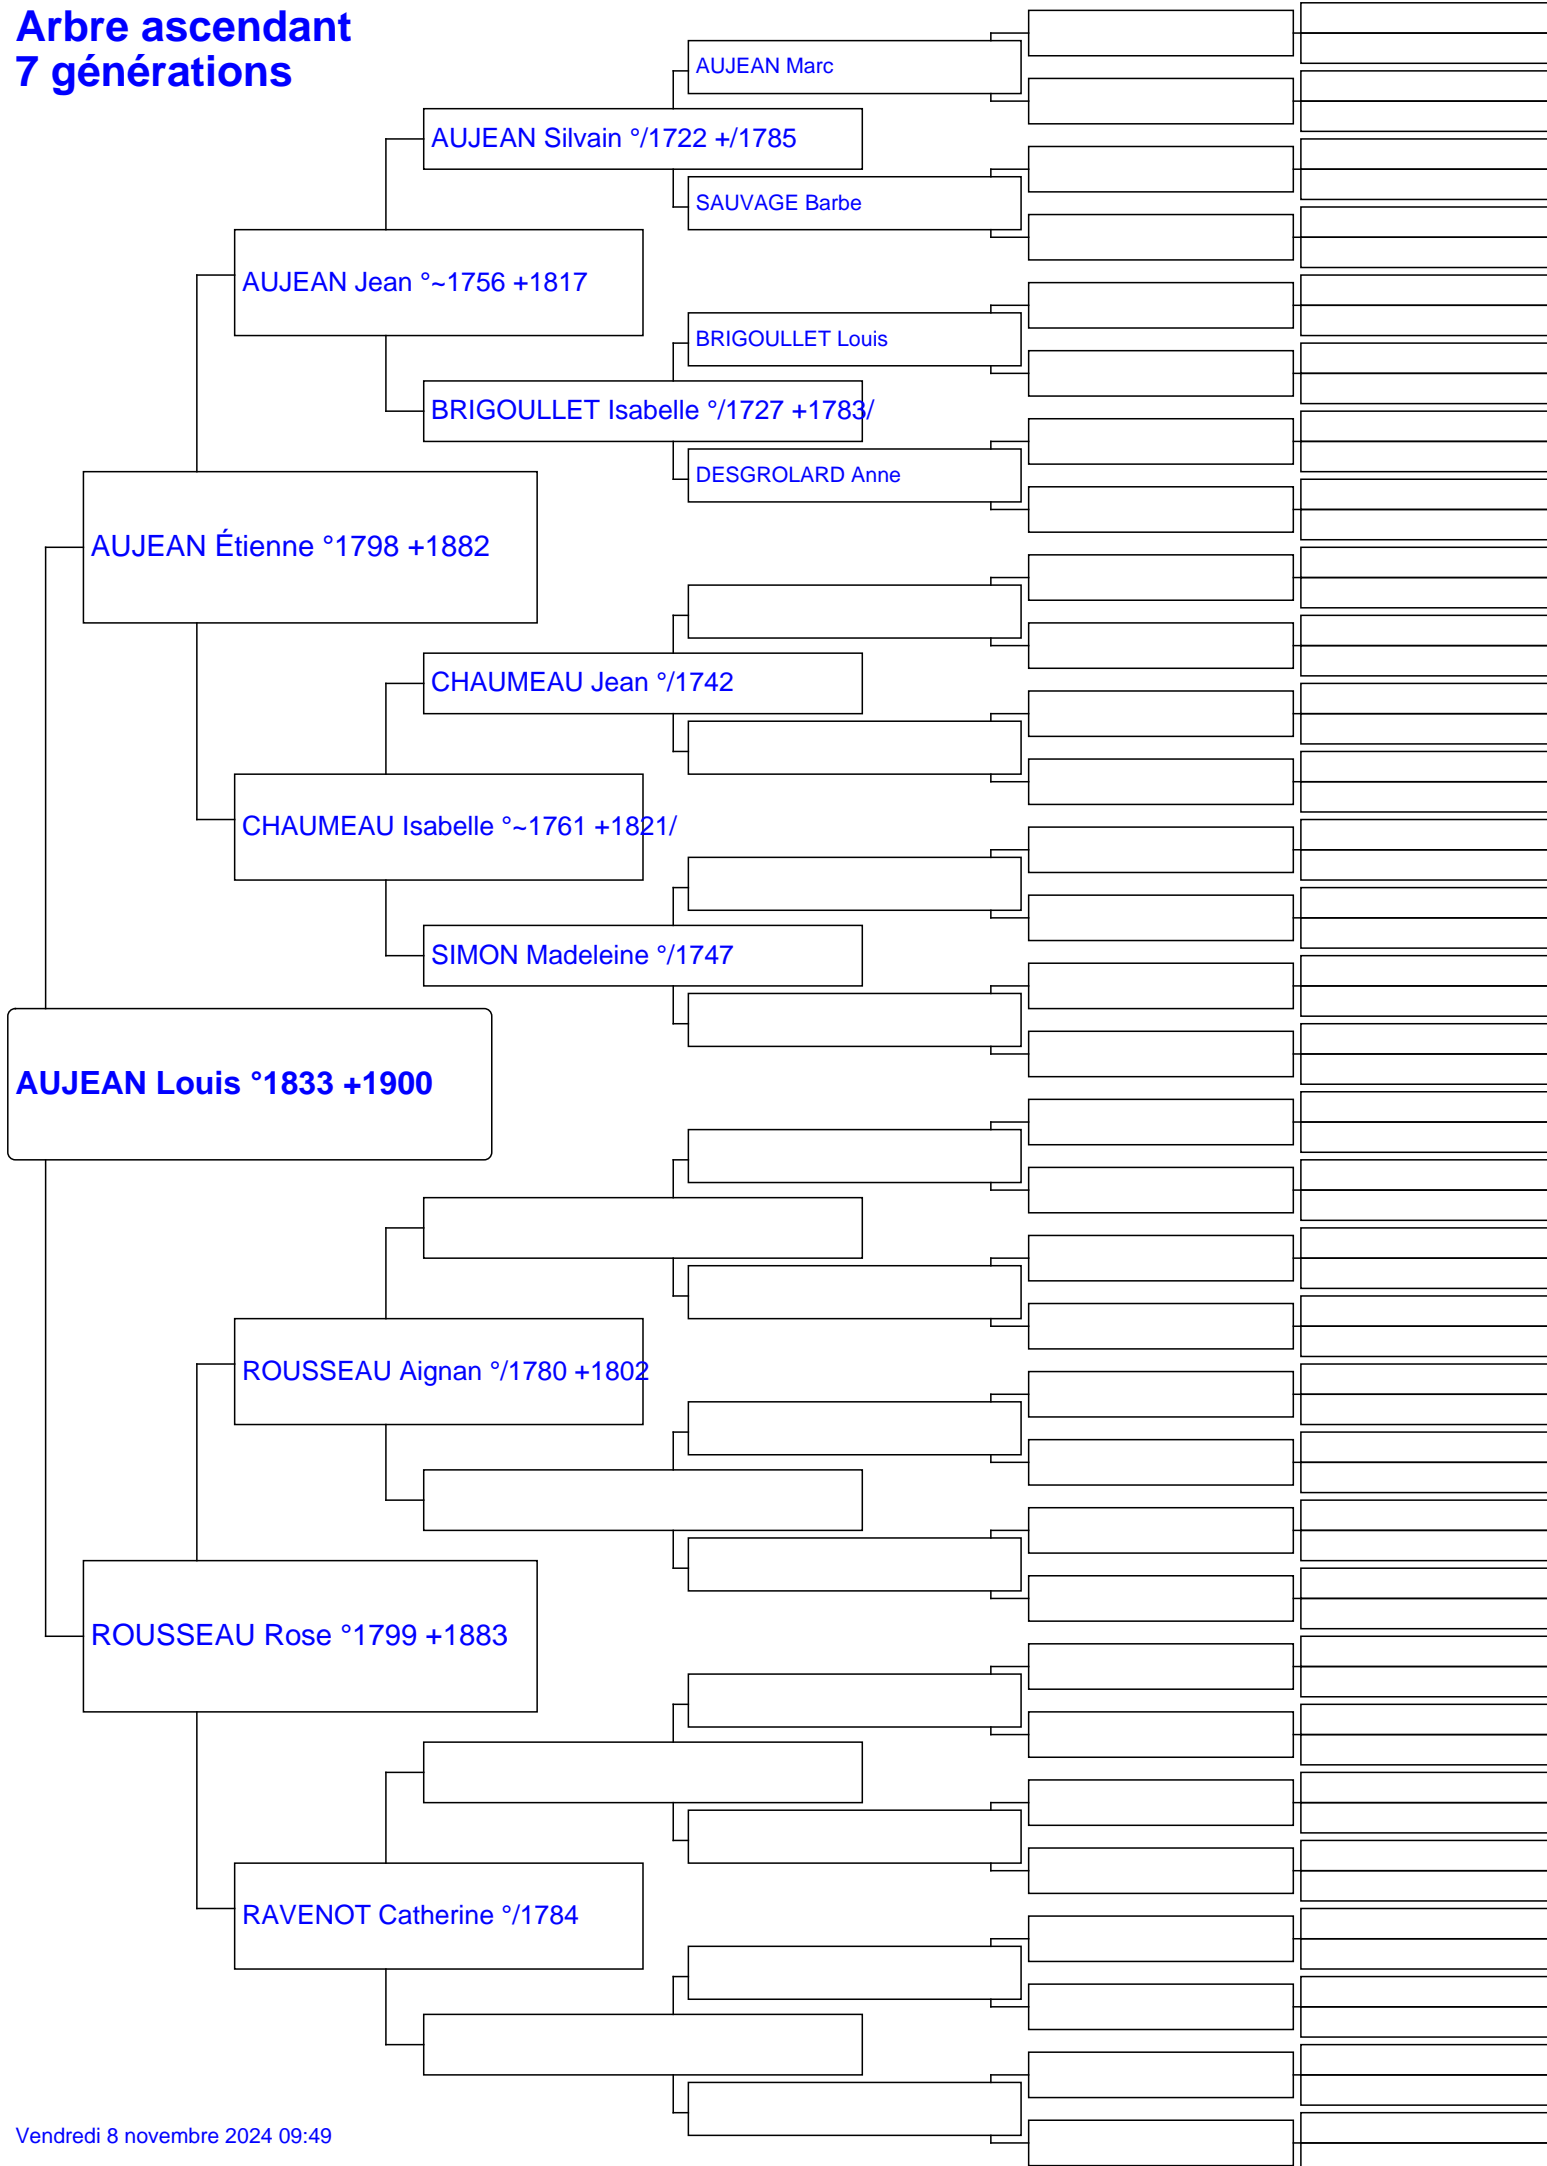 Arbre ascendant
7 générations
AUJEAN Marc
AUJEAN Silvain °/1722 +/1785
SAUVAGE Barbe
AUJEAN Jean °~1756 +1817
BRIGOULLET Louis
BRIGOULLET Isabelle °/1727 +1783/
DESGROLARD Anne
AUJEAN Étienne °1798 +1882
CHAUMEAU Jean °/1742
CHAUMEAU Isabelle °~1761 +1821/
SIMON Madeleine °/1747
AUJEAN Louis °1833 +1900
ROUSSEAU Aignan °/1780 +1802
ROUSSEAU Rose °1799 +1883
RAVENOT Catherine °/1784
Vendredi 8 novembre 2024 09:49